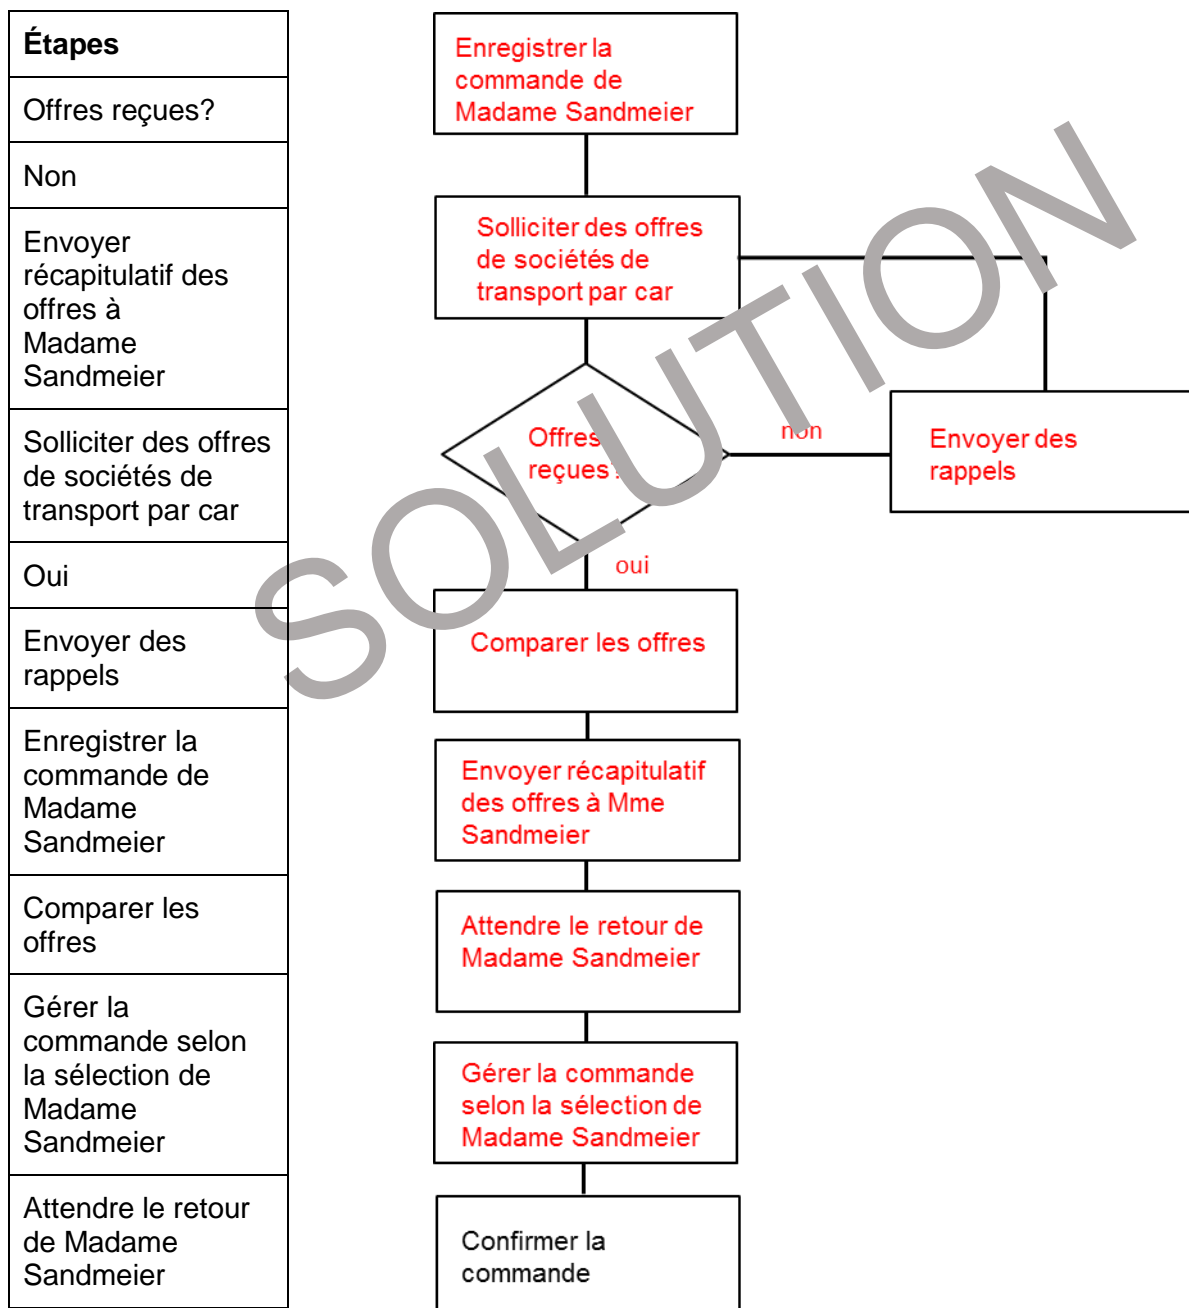 Étapes
Offres reçues?
Non
Envoyer
récapitulatif des
offres à
Madame
Sandmeier
Solliciter des offres
de sociétés de
transport par car
Oui
Envoyer des
rappels
Enregistrer la
commande de
Madame
Sandmeier
Comparer les
offres
Gérer la
commande selon
la sélection de
Madame
Sandmeier
Attendre le retour
de Madame
Sandmeier
Enregistrer la
commande de
Madame Sandmeier
Solliciter des offres
de sociétés de
transport par car
Offres
reçues ?
non
Envoyer des
rappels
oui
Comparer les offres
Envoyer récapitulatif
des offres à Mme
Sandmeier
Attendre le retour de
Madame Sandmeier
Gérer la commande
selon la sélection de
Madame Sandmeier
Confirmer la
commande
SOLUTION